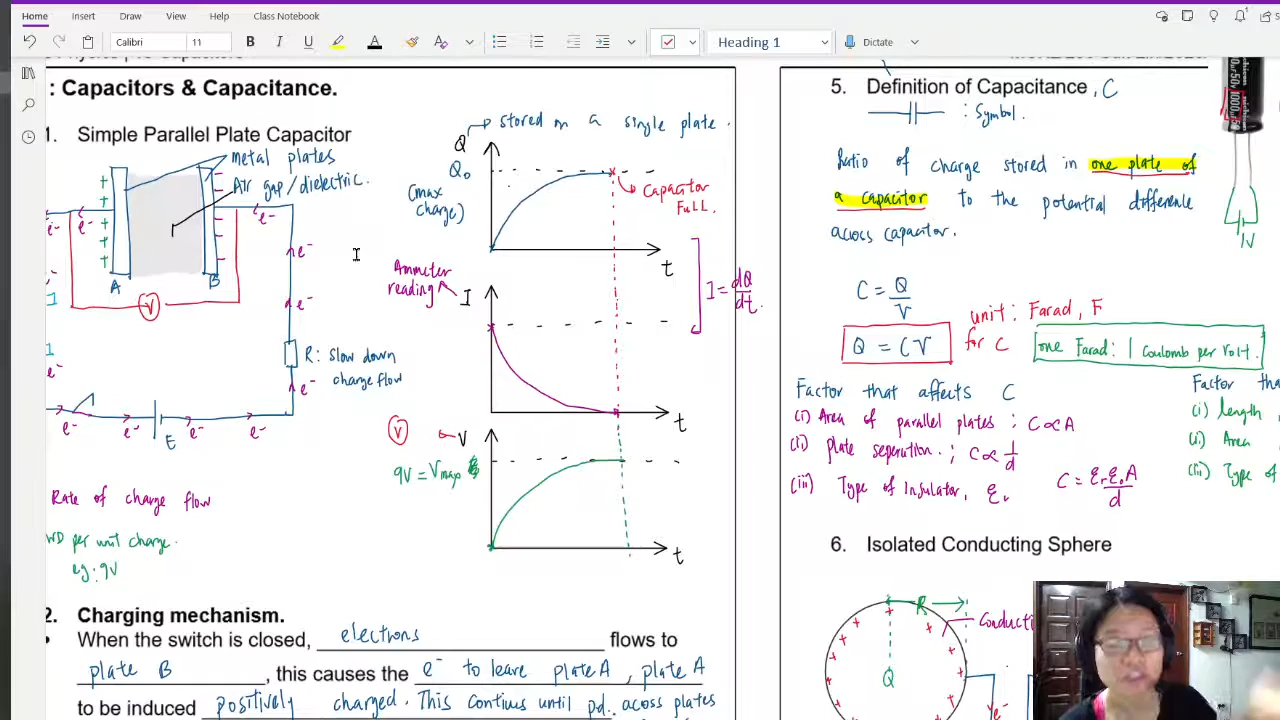 Home Insert Draw View Help Class Notebook
Calibri 11 B I U A Heading 1 Dictate
: Capacitors & Capacitance.
1. Simple Parallel Plate Capacitor
metal plates
Air gap/dielectric.
A B
V
e- e- e-
e-
e-
e-
R: Slow down
charge flow
e- e- e- e-
E
Rate of charge flow
WD per unit charge.
eg: 9V
Q → stored on a single plate.
Q₀
(max
charge)
Capacitor
Full.
t
Ammeter
reading
I
I = dQ/dt.
t
V
V
9V = Vmax
t
2. Charging mechanism.
When the switch is closed, electrons flows to
plate B, this causes the e- to leave plate A, plate A
to be induced positively charged. This continues until pd. across plates
5. Definition of Capacitance, C
: Symbol.
Ratio of charge stored in one plate of
a capacitor to the potential difference
across capacitor.
1V
C = Q/V
Q = CV
unit: Farad, F
for C
one Farad: 1 Coulomb per volt.
Factor that affects C
(i) Area of parallel plates ; C ∝ A
(ii) plate seperation. ; C ∝ 1/d
(iii) Type of Insulator, εr
C = εrε₀A/d
Factor tha
(i) length
(ii) Area
(iii) Type of
6. Isolated Conducting Sphere
R
Conducti
Q
e-